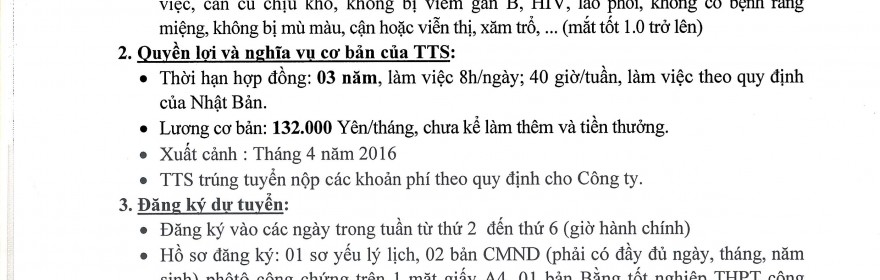 việc, cần cù chịu khó, không bị viêm gan B, HIV, lao phổi, không có bệnh răng
miệng, không bị mù màu, cận hoặc viễn thị, xăm trổ, ... (mắt tốt 1.0 trở lên)
2. Quyền lợi và nghĩa vụ cơ bản của TTS:
• Thời hạn hợp đồng: 03 năm, làm việc 8h/ngày; 40 giờ/tuần, làm việc theo quy định
của Nhật Bản.
• Lương cơ bản: 132.000 Yên/tháng, chưa kể làm thêm và tiền thưởng.
• Xuất cảnh : Tháng 4 năm 2016
• TTS trúng tuyển nộp các khoản phí theo quy định cho Công ty.
3. Đăng ký dự tuyển:
• Đăng ký vào các ngày trong tuần từ thứ 2 đến thứ 6 (giờ hành chính)
• Hồ sơ đăng ký: 01 sơ yếu lý lịch, 02 bản CMND (phải có đầy đủ ngày, tháng, năm
sinh) phôtô công chứng trên 1 mặt giấy A4, 01 bản Bằng tốt nghiệp THPT công